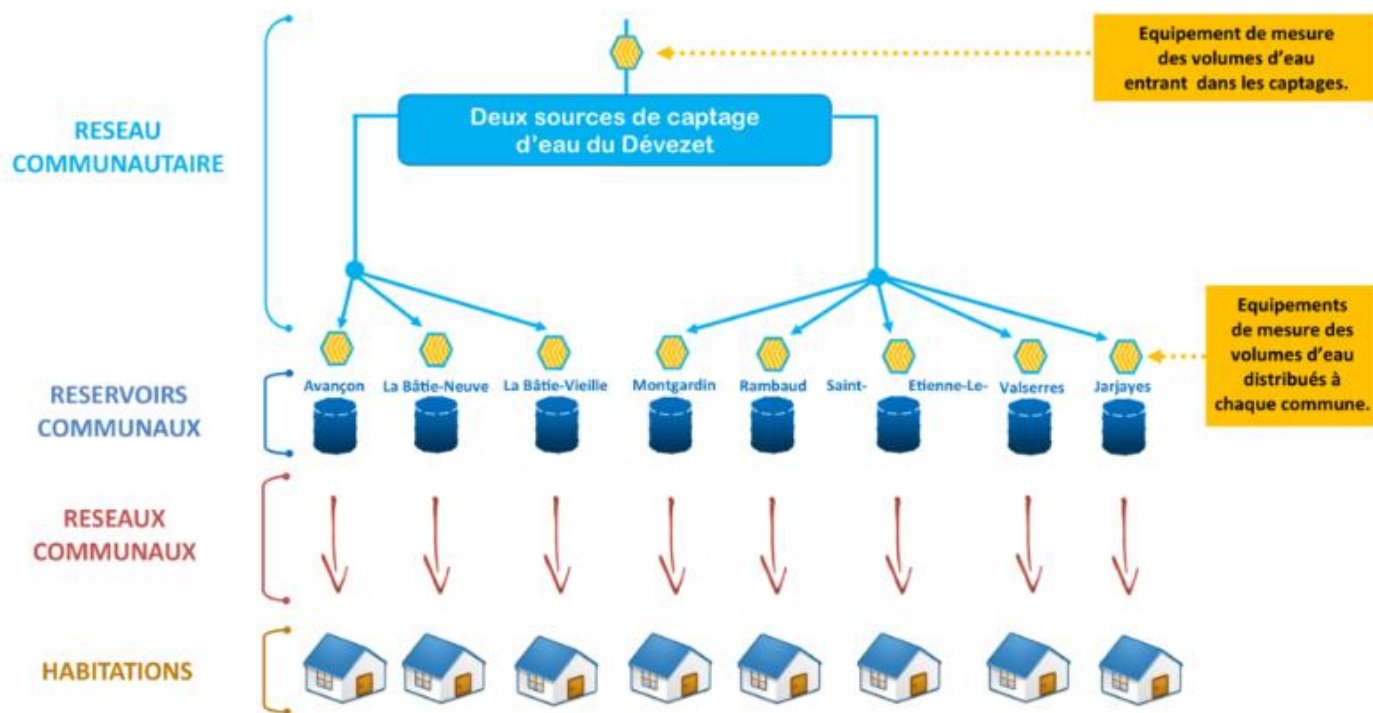 Equipement de mesure
des volumes d'eau
entrant dans les captages.
RESEAU
COMMUNAUTAIRE
Deux sources de captage
d'eau du Dévezet
Equipements
de mesure des
volumes d'eau
distribués à
chaque commune.
RESERVOIRS
COMMUNAUX
Avançon
La Bâtie-Neuve
La Bâtie-Vieille
Montgardin
Rambaud
Saint- Etienne-Le-
Valserres
Jarjayes
RESEAUX
COMMUNAUX
HABITATIONS